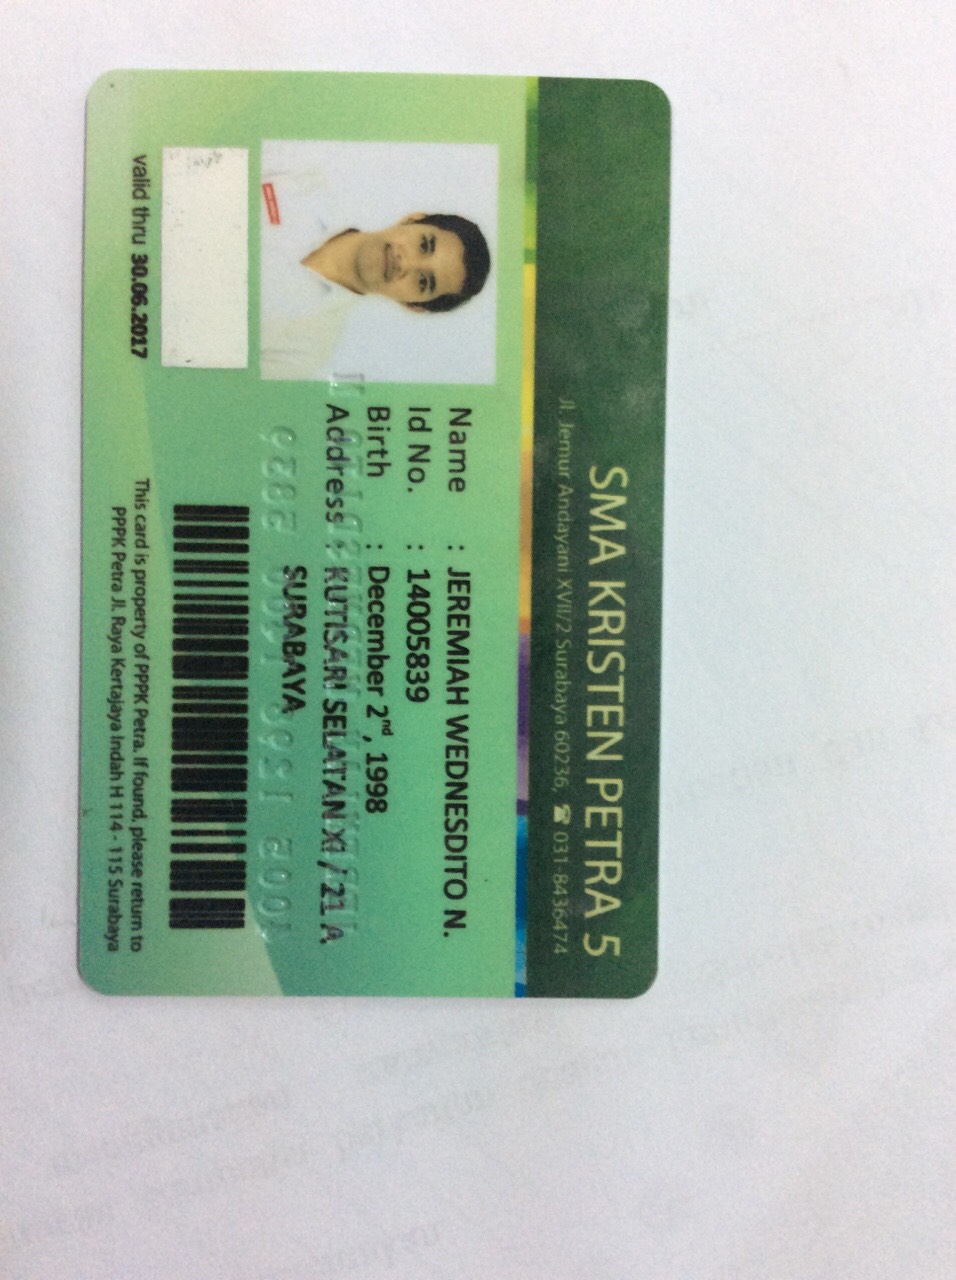 SMA KRISTEN PETRA 5
Jl. Jemur Andayani XVII/2 Surabaya 60236, ☎ 031 8436474
Name : JEREMIAH WEDNESDITO N.
Id No. : 14005839
Birth : December 2nd, 1998
Address : KUTISARI SELATAN XI / 21 A
SURABAYA
valid thru 30.06.2017
This card is property of PPPK Petra. If found, please return to
PPPK Petra Jl. Raya Kertajaya Indah H 114 - 115 Surabaya